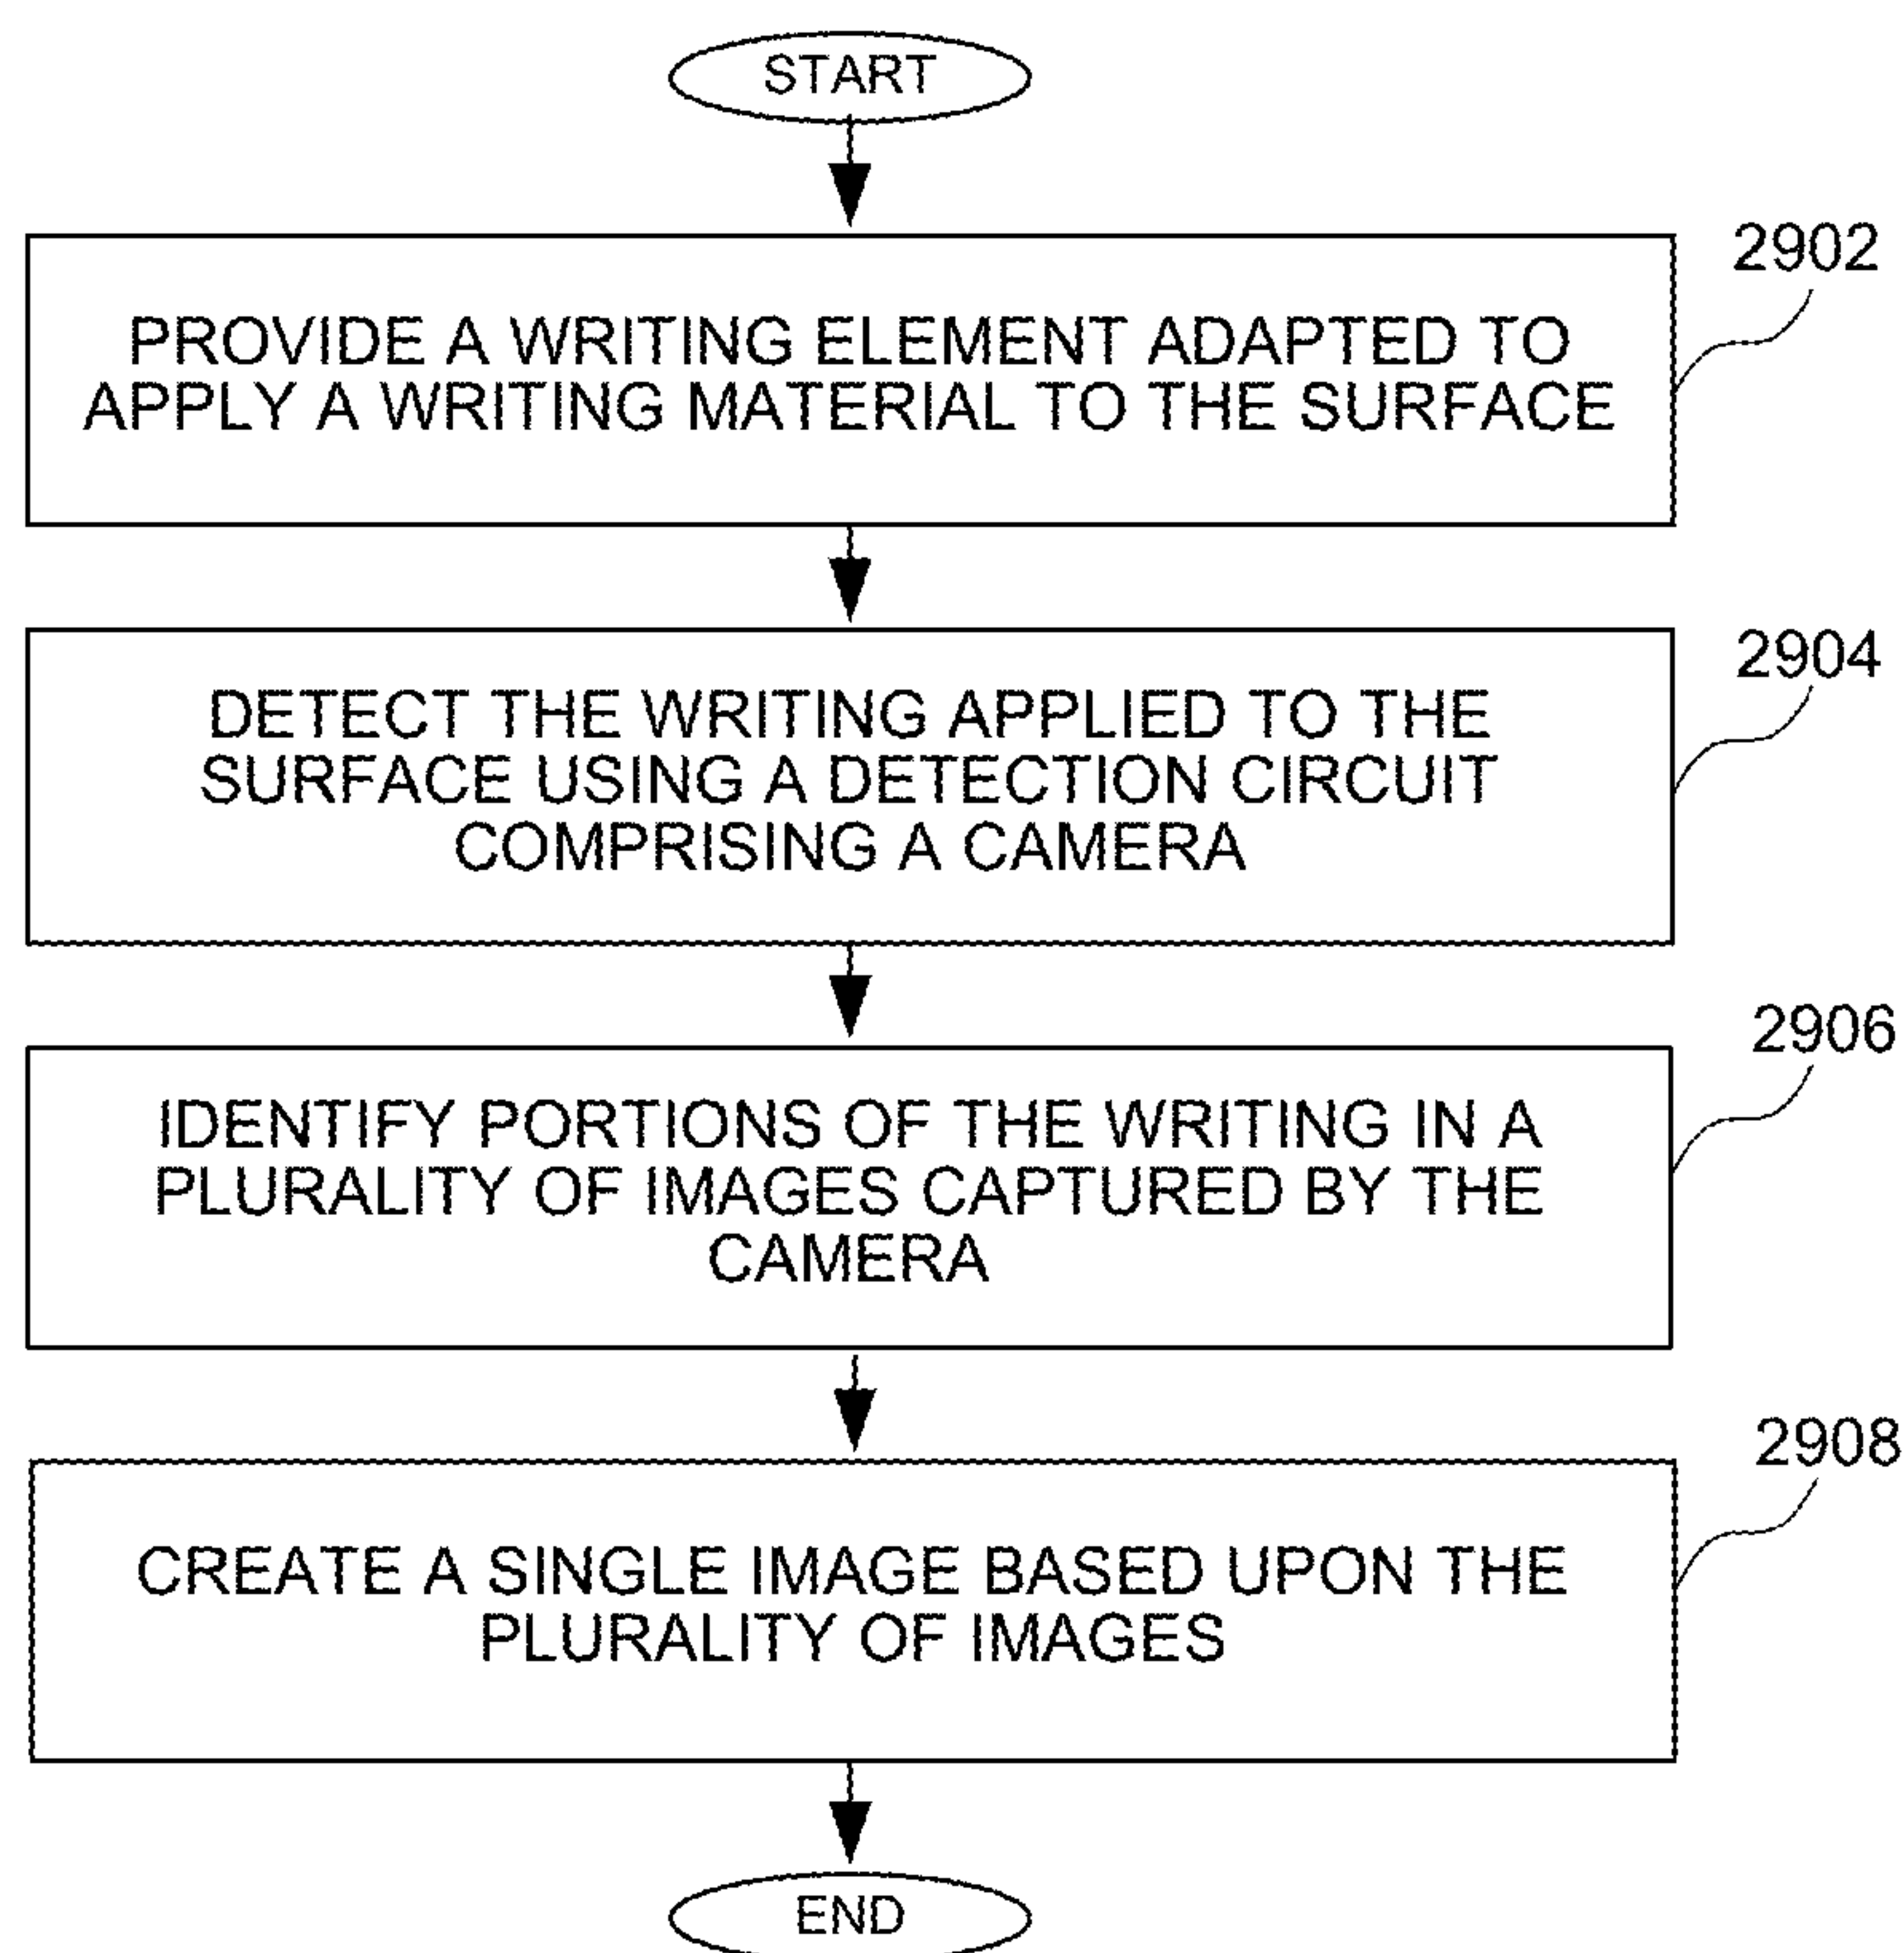 START
2902
PROVIDE A WRITING ELEMENT ADAPTED TO
APPLY A WRITING MATERIAL TO THE SURFACE
2904
DETECT THE WRITING APPLIED TO THE
SURFACE USING A DETECTION CIRCUIT
COMPRISING A CAMERA
2906
IDENTIFY PORTIONS OF THE WRITING IN A
PLURALITY OF IMAGES CAPTURED BY THE
CAMERA
2908
CREATE A SINGLE IMAGE BASED UPON THE
PLURALITY OF IMAGES
END